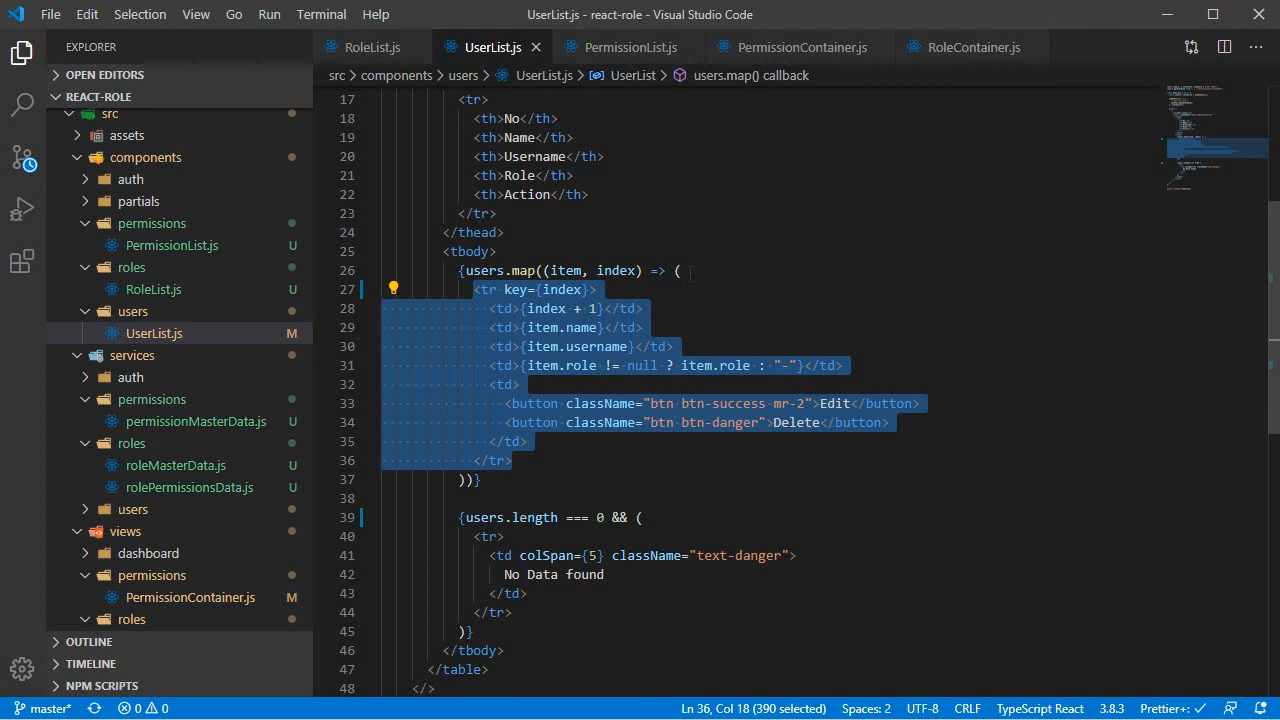 File Edit Selection View Go Run Terminal Help
UserList.js - react-role - Visual Studio Code
EXPLORER
RoleList.js
UserList.js
PermissionList.js
PermissionContainer.js
RoleContainer.js
OPEN EDITORS
REACT-ROLE
src
assets
components
auth
partials
permissions
PermissionList.js U
roles
RoleList.js U
users
UserList.js M
services
auth
permissions
permissionMasterData.js U
roles
roleMasterData.js U
rolePermissionsData.js U
users
views
dashboard
permissions
PermissionContainer.js M
roles
OUTLINE
TIMELINE
NPM SCRIPTS
src > components > users > UserList.js > UserList > users.map() callback
17 <tr>
18 <th>No</th>
19 <th>Name</th>
20 <th>Username</th>
21 <th>Role</th>
22 <th>Action</th>
23 </tr>
24 </thead>
25 <tbody>
26 {users.map((item, index) => (
27 <tr key={index}>
28 <td>{index + 1}</td>
29 <td>{item.name}</td>
30 <td>{item.username}</td>
31 <td>{item.role != null ? item.role : "-"}</td>
32 <td>
33 <button className="btn btn-success mr-2">Edit</button>
34 <button className="btn btn-danger">Delete</button>
35 </td>
36 </tr>
37 ))}
38
39 {users.length === 0 && (
40 <tr>
41 <td colSpan={5} className="text-danger">
42 No Data found
43 </td>
44 </tr>
45 )}
46 </tbody>
47 </table>
48 </>
master* 0 0
Ln 36, Col 18 (390 selected) Spaces: 2 UTF-8 CRLF TypeScript React 3.8.3 Prettier+: ✓